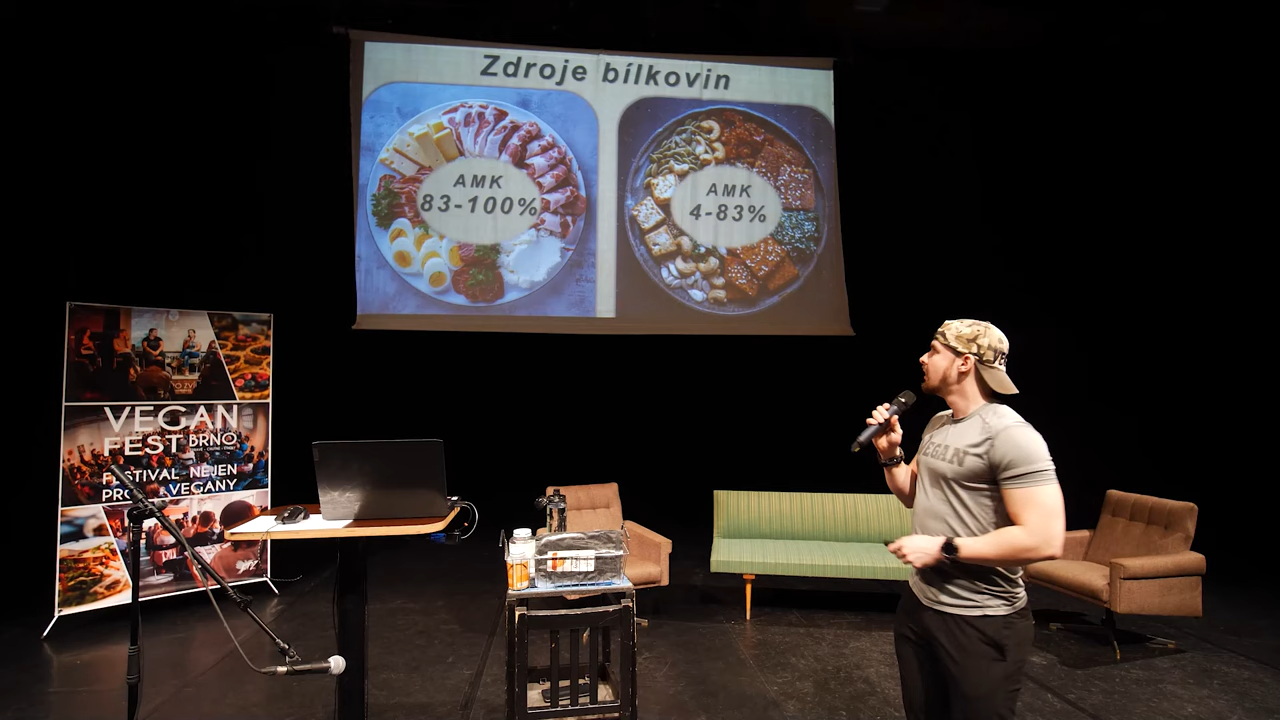 Zdroje bílkovin
AMK
83-100%
AMK
4-83%
VEGAN
FEST BRNO
FESTIVAL NEJEN
PRO VEGANY
VEGAN